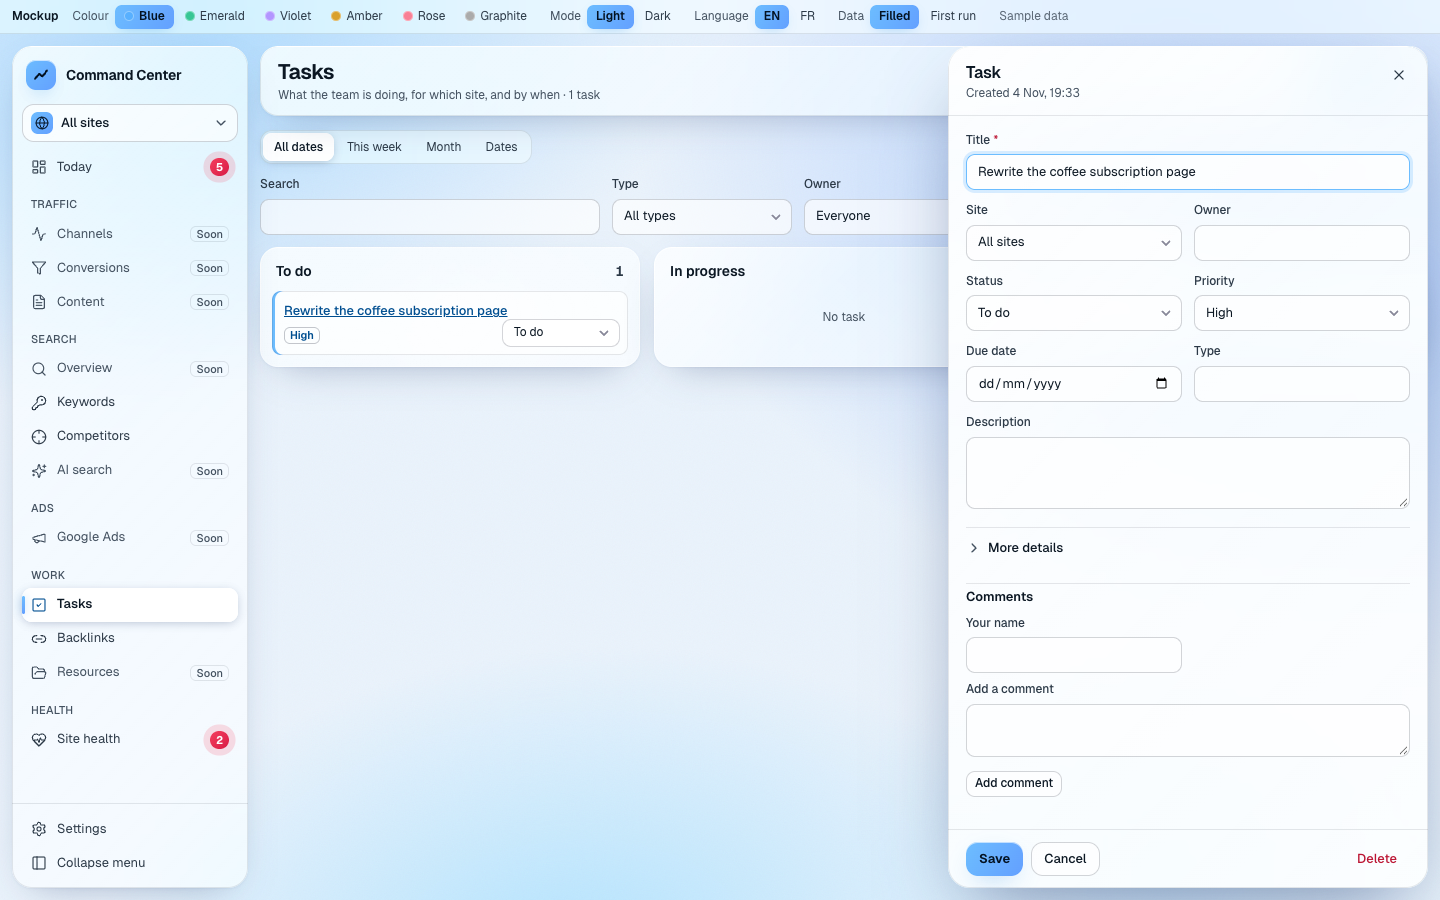 Mockup Colour Blue Emerald Violet Amber Rose Graphite Mode Light Dark Language EN FR Data Filled First run Sample data
Command Center
All sites
Today 5
TRAFFIC
Channels Soon
Conversions Soon
Content Soon
SEARCH
Overview Soon
Keywords
Competitors
AI search Soon
ADS
Google Ads Soon
WORK
Tasks
Backlinks
Resources Soon
HEALTH
Site health 2
Settings
Collapse menu
Tasks
What the team is doing, for which site, and by when · 1 task
All dates This week Month Dates
Search Type Owner
All types Everyone
To do 1
Rewrite the coffee subscription page
High To do
In progress
No task
Task
Created 4 Nov, 19:33
Title *
Rewrite the coffee subscription page
Site Owner
All sites
Status Priority
To do High
Due date Type
dd/mm/yyyy
Description
More details
Comments
Your name
Add a comment
Add comment
Save Cancel Delete